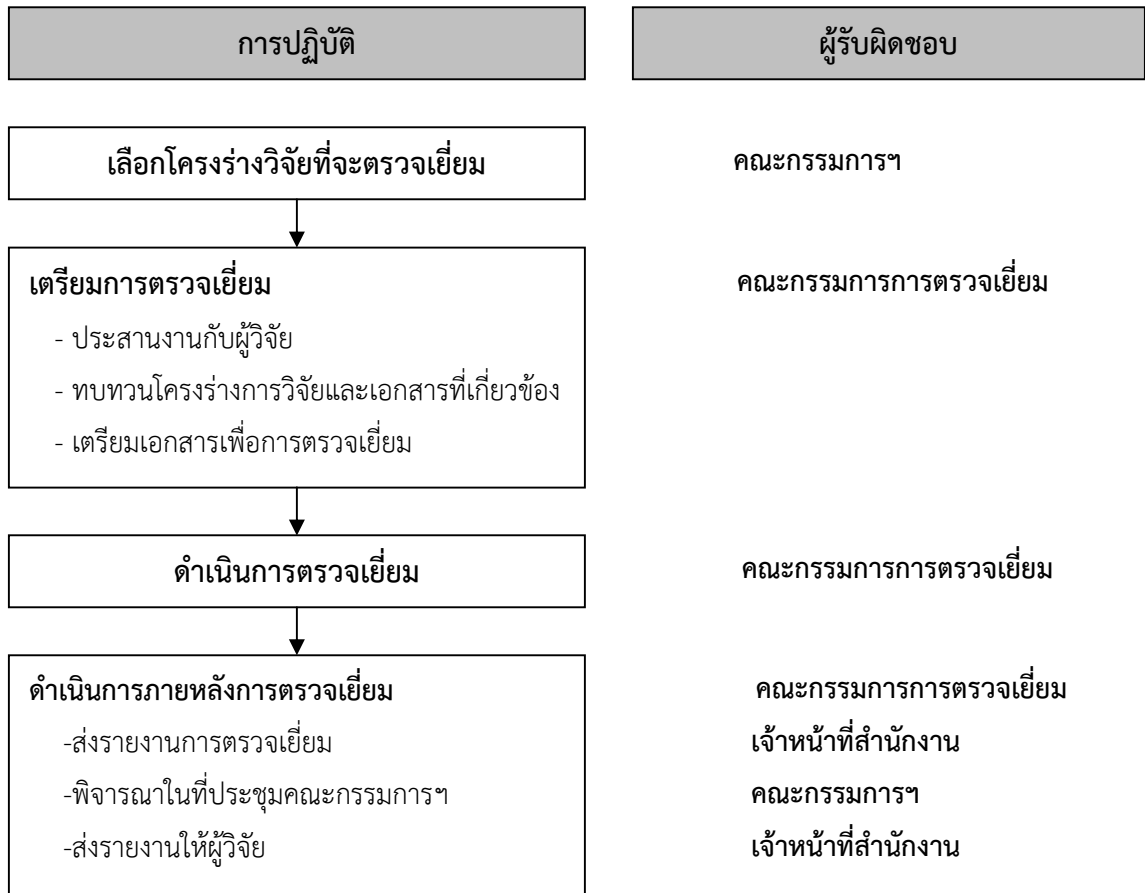 การปฏิบัติ ผู้รับผิดชอบ
เลือกโครงร่างวิจัยที่จะตรวจเยี่ยม คณะกรรมการฯ
เตรียมการตรวจเยี่ยม คณะกรรมการการตรวจเยี่ยม
- ประสานงานกับผู้วิจัย
- ทบทวนโครงร่างการวิจัยและเอกสารที่เกี่ยวข้อง
- เตรียมเอกสารเพื่อการตรวจเยี่ยม
ดำเนินการตรวจเยี่ยม คณะกรรมการการตรวจเยี่ยม
ดำเนินการภายหลังการตรวจเยี่ยม คณะกรรมการการตรวจเยี่ยม
-ส่งรายงานการตรวจเยี่ยม เจ้าหน้าที่สำนักงาน
-พิจารณาในที่ประชุมคณะกรรมการฯ คณะกรรมการฯ
-ส่งรายงานให้ผู้วิจัย เจ้าหน้าที่สำนักงาน